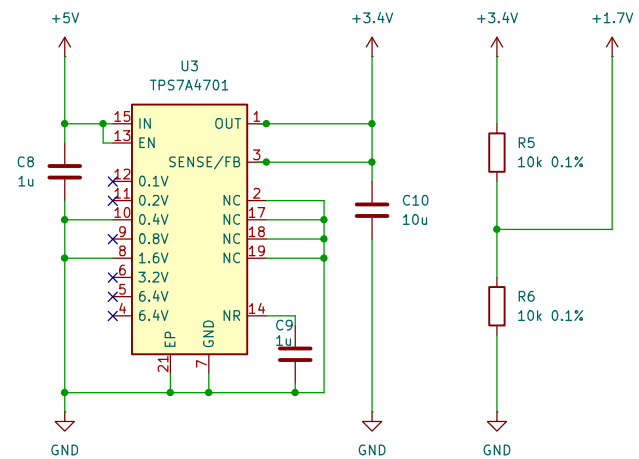 +5V
+3.4V
+3.4V
+1.7V
U3
TPS7A4701
15 IN
OUT 1
13 EN
R5
10k 0.1%
C8
1u
SENSE/FB 3
12 0.1V
11 0.2V
NC 2
C10
10u
10 0.4V
NC 17
9 0.8V
NC 18
8 1.6V
NC 19
6 3.2V
5 6.4V
R6
10k 0.1%
4 6.4V
NR 14
C9
1u
EP
GND
21
7
GND
GND
GND